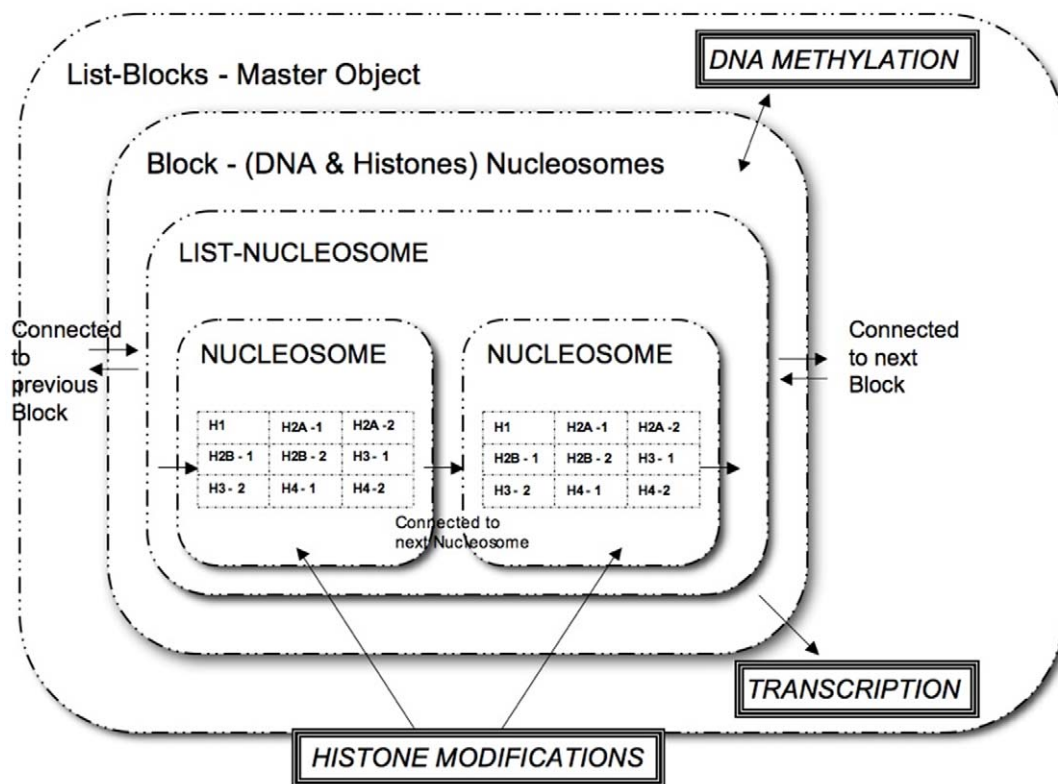 DNA METHYLATION
List-Blocks - Master Object
Block - (DNA & Histones) Nucleosomes
LIST-NUCLEOSOME
Connected
to
previous
Block
NUCLEOSOME
H1 H2A -1 H2A -2
H2B - 1 H2B - 2 H3 - 1
H3 - 2 H4 - 1 H4 -2
Connected to
next Nucleosome
NUCLEOSOME
H1 H2A -1 H2A -2
H2B - 1 H2B - 2 H3 - 1
H3 - 2 H4 - 1 H4 -2
Connected
to next
Block
TRANSCRIPTION
HISTONE MODIFICATIONS